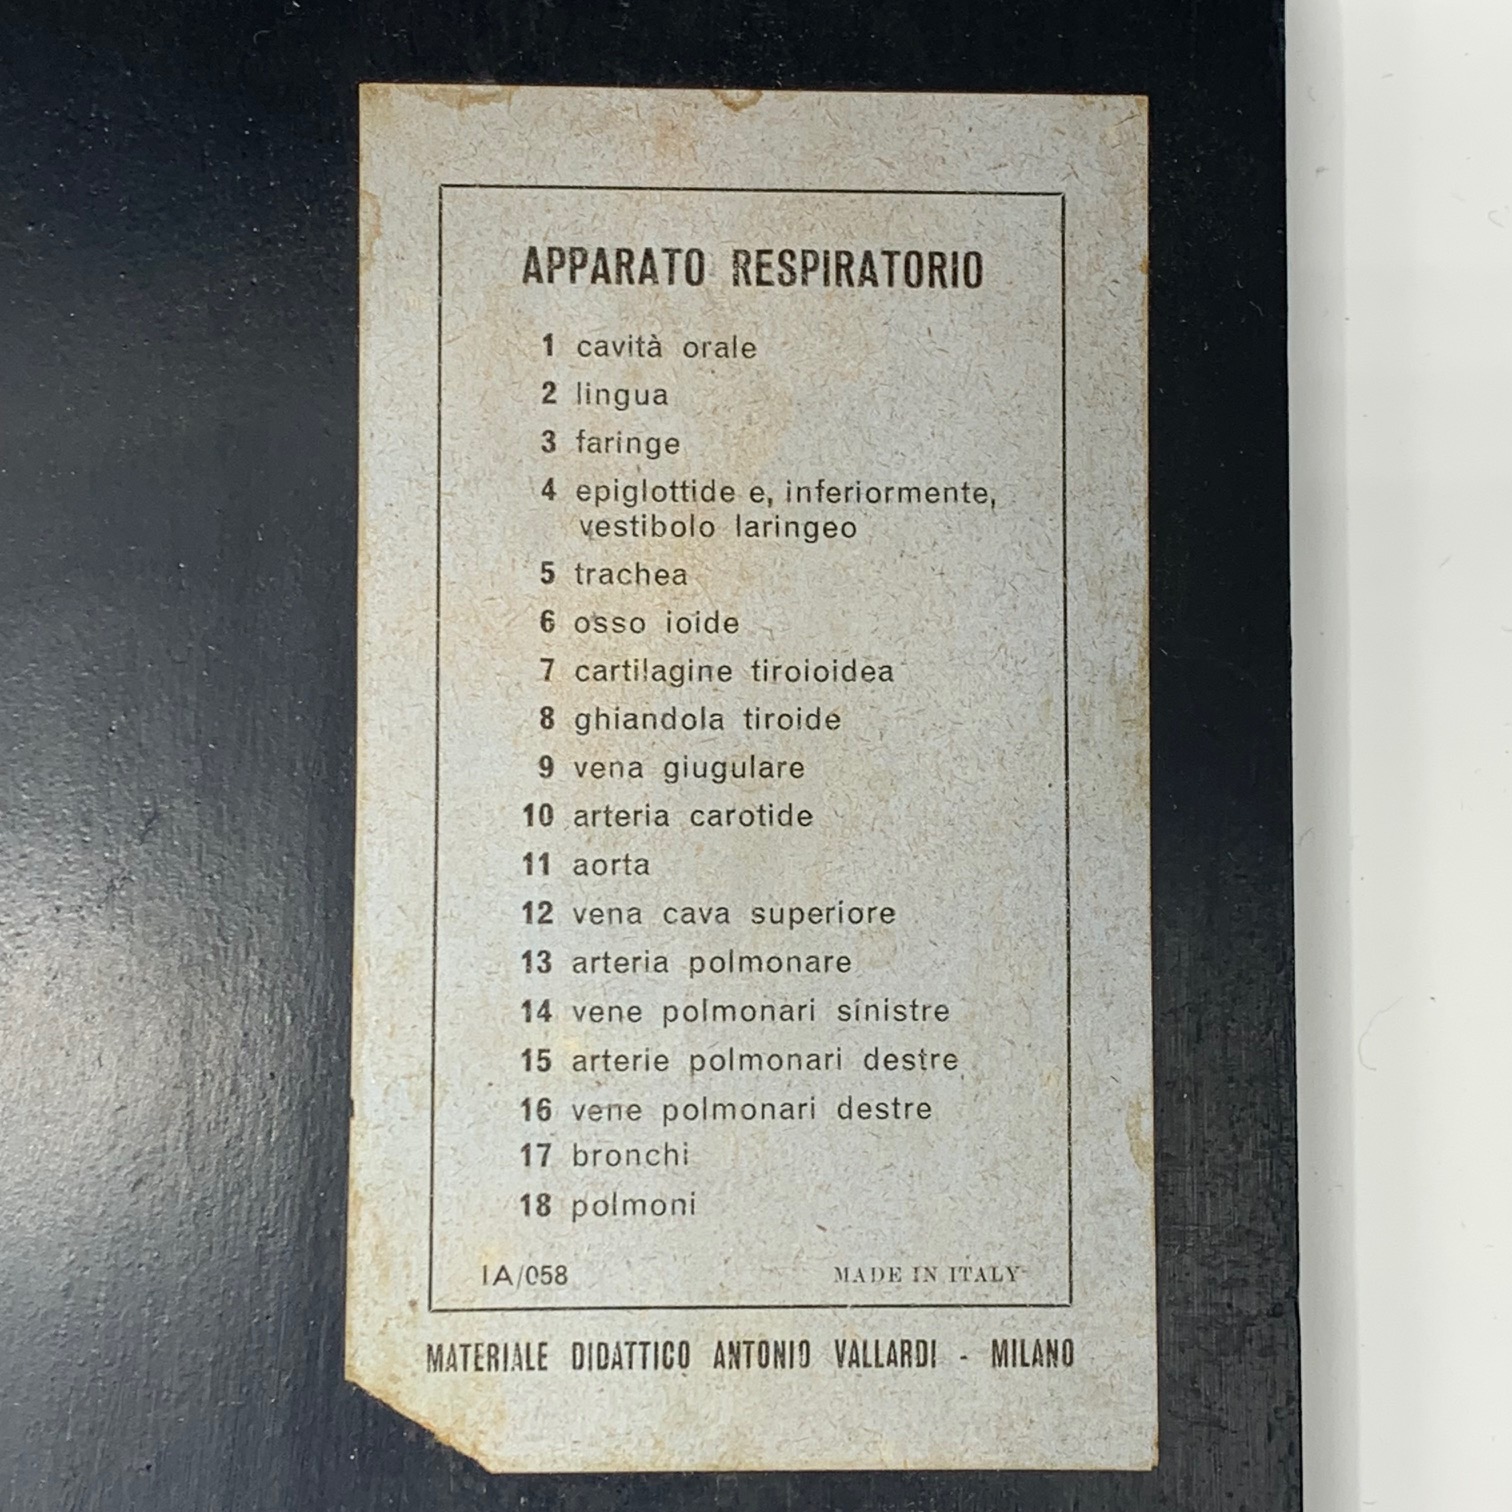 APPARATO RESPIRATORIO
1 cavità orale
2 lingua
3 faringe
4 epiglottide e, inferiormente,
vestibolo laringeo
5 trachea
6 osso ioide
7 cartilagine tiroioidea
8 ghiandola tiroide
9 vena giugulare
10 arteria carotide
11 aorta
12 vena cava superiore
13 arteria polmonare
14 vene polmonari sinistre
15 arterie polmonari destre
16 vene polmonari destre
17 bronchi
18 polmoni
IA/058 MADE IN ITALY
MATERIALE DIDATTICO ANTONIO VALLARDI - MILANO